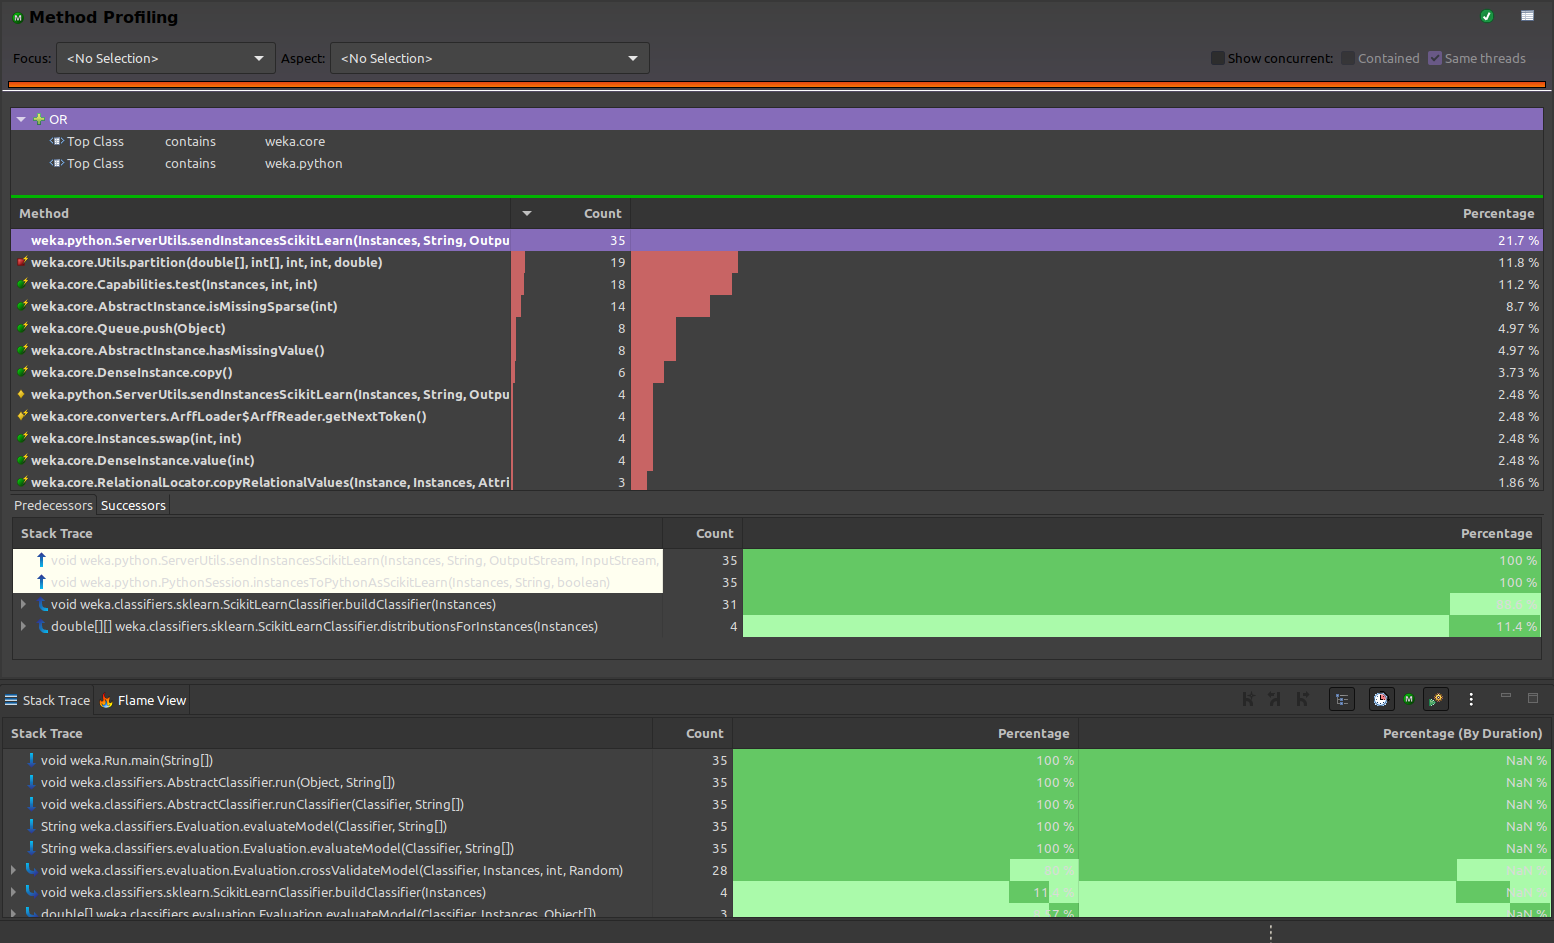 Method Profiling
Focus: <No Selection> Aspect: <No Selection> Show concurrent: Contained Same threads
OR
Top Class contains weka.core
Top Class contains weka.python
Method Count Percentage
weka.python.ServerUtils.sendInstancesScikitLearn(Instances, String, Outpu 35 21.7 %
weka.core.Utils.partition(double[], int[], int, int, double) 19 11.8 %
weka.core.Capabilities.test(Instances, int, int) 18 11.2 %
weka.core.AbstractInstance.isMissingSparse(int) 14 8.7 %
weka.core.Queue.push(Object) 8 4.97 %
weka.core.AbstractInstance.hasMissingValue() 8 4.97 %
weka.core.DenseInstance.copy() 6 3.73 %
weka.python.ServerUtils.sendInstancesScikitLearn(Instances, String, Outpu 4 2.48 %
weka.core.converters.ArffLoader$ArffReader.getNextToken() 4 2.48 %
weka.core.Instances.swap(int, int) 4 2.48 %
weka.core.DenseInstance.value(int) 4 2.48 %
weka.core.RelationalLocator.copyRelationalValues(Instance, Instances, Attri 3 1.86 %
Predecessors Successors
Stack Trace Count Percentage
void weka.python.ServerUtils.sendInstancesScikitLearn(Instances, String, OutputStream, InputStream, 35 100 %
void weka.python.PythonSession.instancesToPythonAsScikitLearn(Instances, String, boolean) 35 100 %
void weka.classifiers.sklearn.ScikitLearnClassifier.buildClassifier(Instances) 31
double[][] weka.classifiers.sklearn.ScikitLearnClassifier.distributionsForInstances(Instances) 4 11.4 %
Stack Trace Flame View
Stack Trace Count Percentage Percentage (By Duration)
void weka.Run.main(String[]) 35 100 % NaN %
void weka.classifiers.AbstractClassifier.run(Object, String[]) 35 100 % NaN %
void weka.classifiers.AbstractClassifier.runClassifier(Classifier, String[]) 35 100 % NaN %
String weka.classifiers.Evaluation.evaluateModel(Classifier, String[]) 35 100 % NaN %
String weka.classifiers.evaluation.Evaluation.evaluateModel(Classifier, String[]) 35 100 % NaN %
void weka.classifiers.evaluation.Evaluation.crossValidateModel(Classifier, Instances, int, Random) 28
void weka.classifiers.sklearn.ScikitLearnClassifier.buildClassifier(Instances) 4
double[] weka.classifiers.evaluation.Evaluation.evaluateModel(Classifier, Instances, Object[]) 3 NaN %